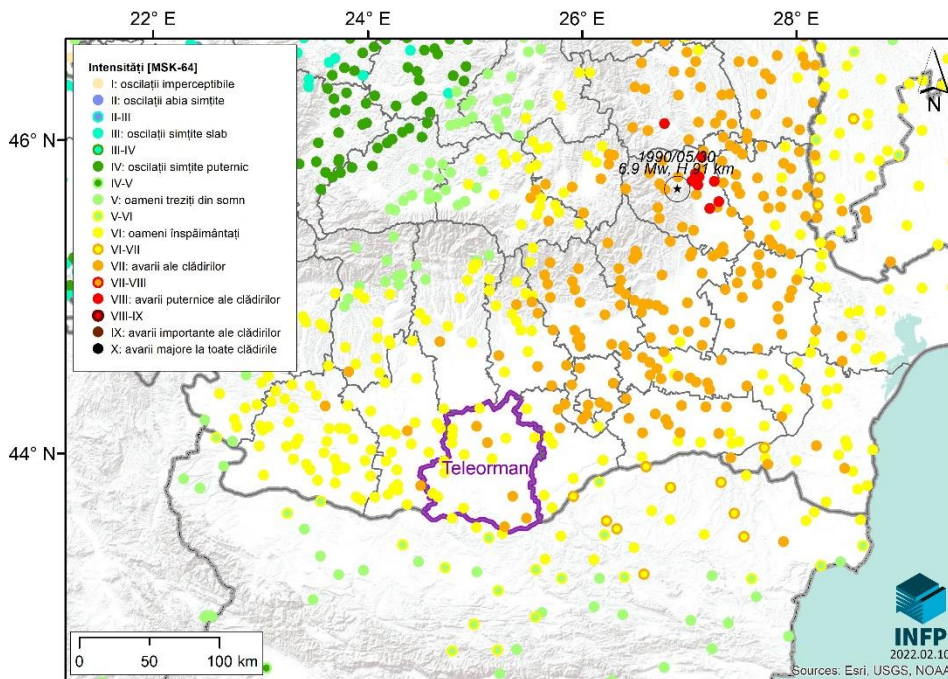 22° E
24° E
26° E
28° E
46° N
44° N
Intensități [MSK-64]
I: oscilații imperceptibile
II: oscilații abia simțite
II-III
III: oscilații simțite slab
III-IV
IV: oscilații simțite puternic
IV-V
V: oameni treziți din somn
V-VI
VI: oameni înspăimântați
VI-VII
VII: avarii ale clădirilor
VII-VIII
VIII: avarii puternice ale clădirilor
VIII-IX
IX: avarii importante ale clădirilor
X: avarii majore la toate clădirile
N
1990/05/30
6.9 Mw, H 91 km
Teleorman
0 50 100 km
INFP
2022.02.10
Sources: Esri, USGS, NOAA